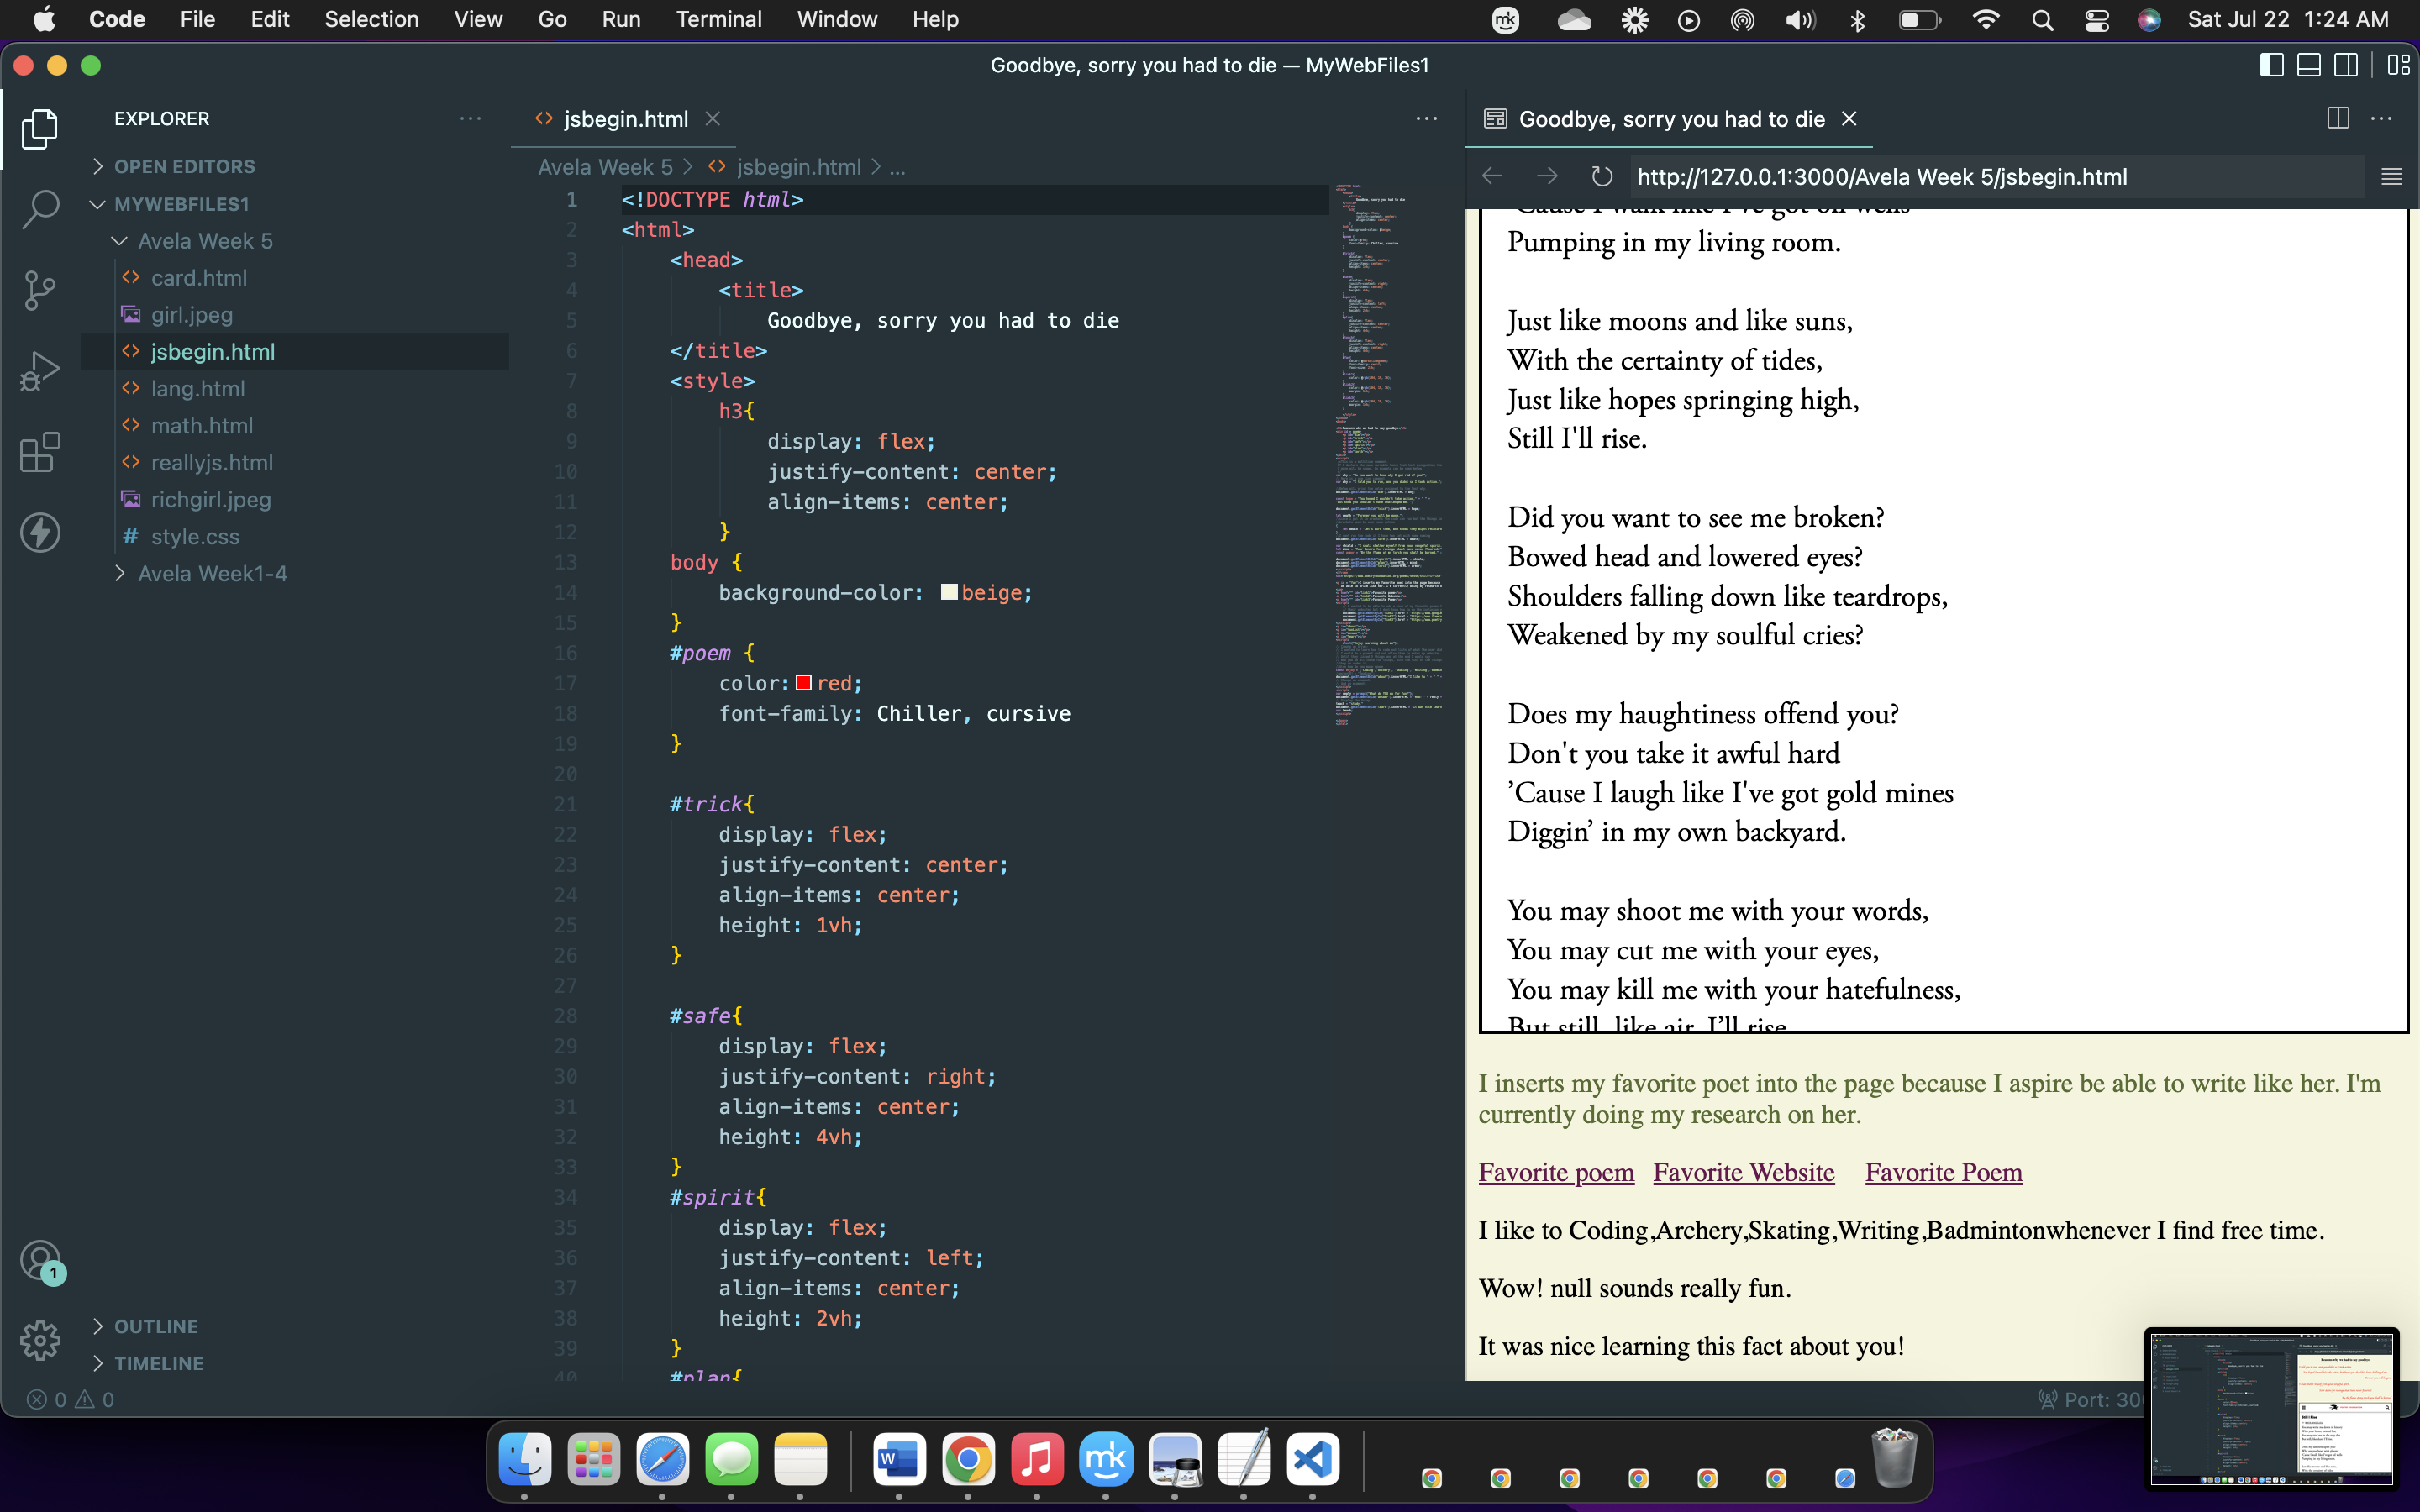 Code File Edit Selection View Go Run Terminal Window Help
mk
Sat Jul 22 1:24 AM
Goodbye, sorry you had to die — MyWebFiles1
EXPLORER
OPEN EDITORS
MYWEBFILES1
Avela Week 5
card.html
girl.jpeg
jsbegin.html
lang.html
math.html
reallyjs.html
richgirl.jpeg
# style.css
Avela Week1-4
1
OUTLINE
TIMELINE
0 0
jsbegin.html
Avela Week 5 > jsbegin.html > ...
1 <!DOCTYPE html>
2 <html>
3 <head>
4 <title>
5 Goodbye, sorry you had to die
6 </title>
7 <style>
8 h3{
9 display: flex;
10 justify-content: center;
11 align-items: center;
12 }
13 body {
14 background-color: beige;
15 }
16 #poem {
17 color: red;
18 font-family: Chiller, cursive
19 }
20
21 #trick{
22 display: flex;
23 justify-content: center;
24 align-items: center;
25 height: 1vh;
26 }
27
28 #safe{
29 display: flex;
30 justify-content: right;
31 align-items: center;
32 height: 4vh;
33 }
34 #spirit{
35 display: flex;
36 justify-content: left;
37 align-items: center;
38 height: 2vh;
39 }
40 #plan{
Goodbye, sorry you had to die
http://127.0.0.1:3000/Avela Week 5/jsbegin.html
'Cause I walk like I've got oil wells
Pumping in my living room.
Just like moons and like suns,
With the certainty of tides,
Just like hopes springing high,
Still I'll rise.
Did you want to see me broken?
Bowed head and lowered eyes?
Shoulders falling down like teardrops,
Weakened by my soulful cries?
Does my haughtiness offend you?
Don't you take it awful hard
’Cause I laugh like I've got gold mines
Diggin’ in my own backyard.
You may shoot me with your words,
You may cut me with your eyes,
You may kill me with your hatefulness,
But still, like air, I’ll rise.
I inserts my favorite poet into the page because I aspire be able to write like her. I'm
currently doing my research on her.
Favorite poem Favorite Website Favorite Poem
I like to Coding,Archery,Skating,Writing,Badmintonwhenever I find free time.
Wow! null sounds really fun.
It was nice learning this fact about you!
Port: 300
W
mk